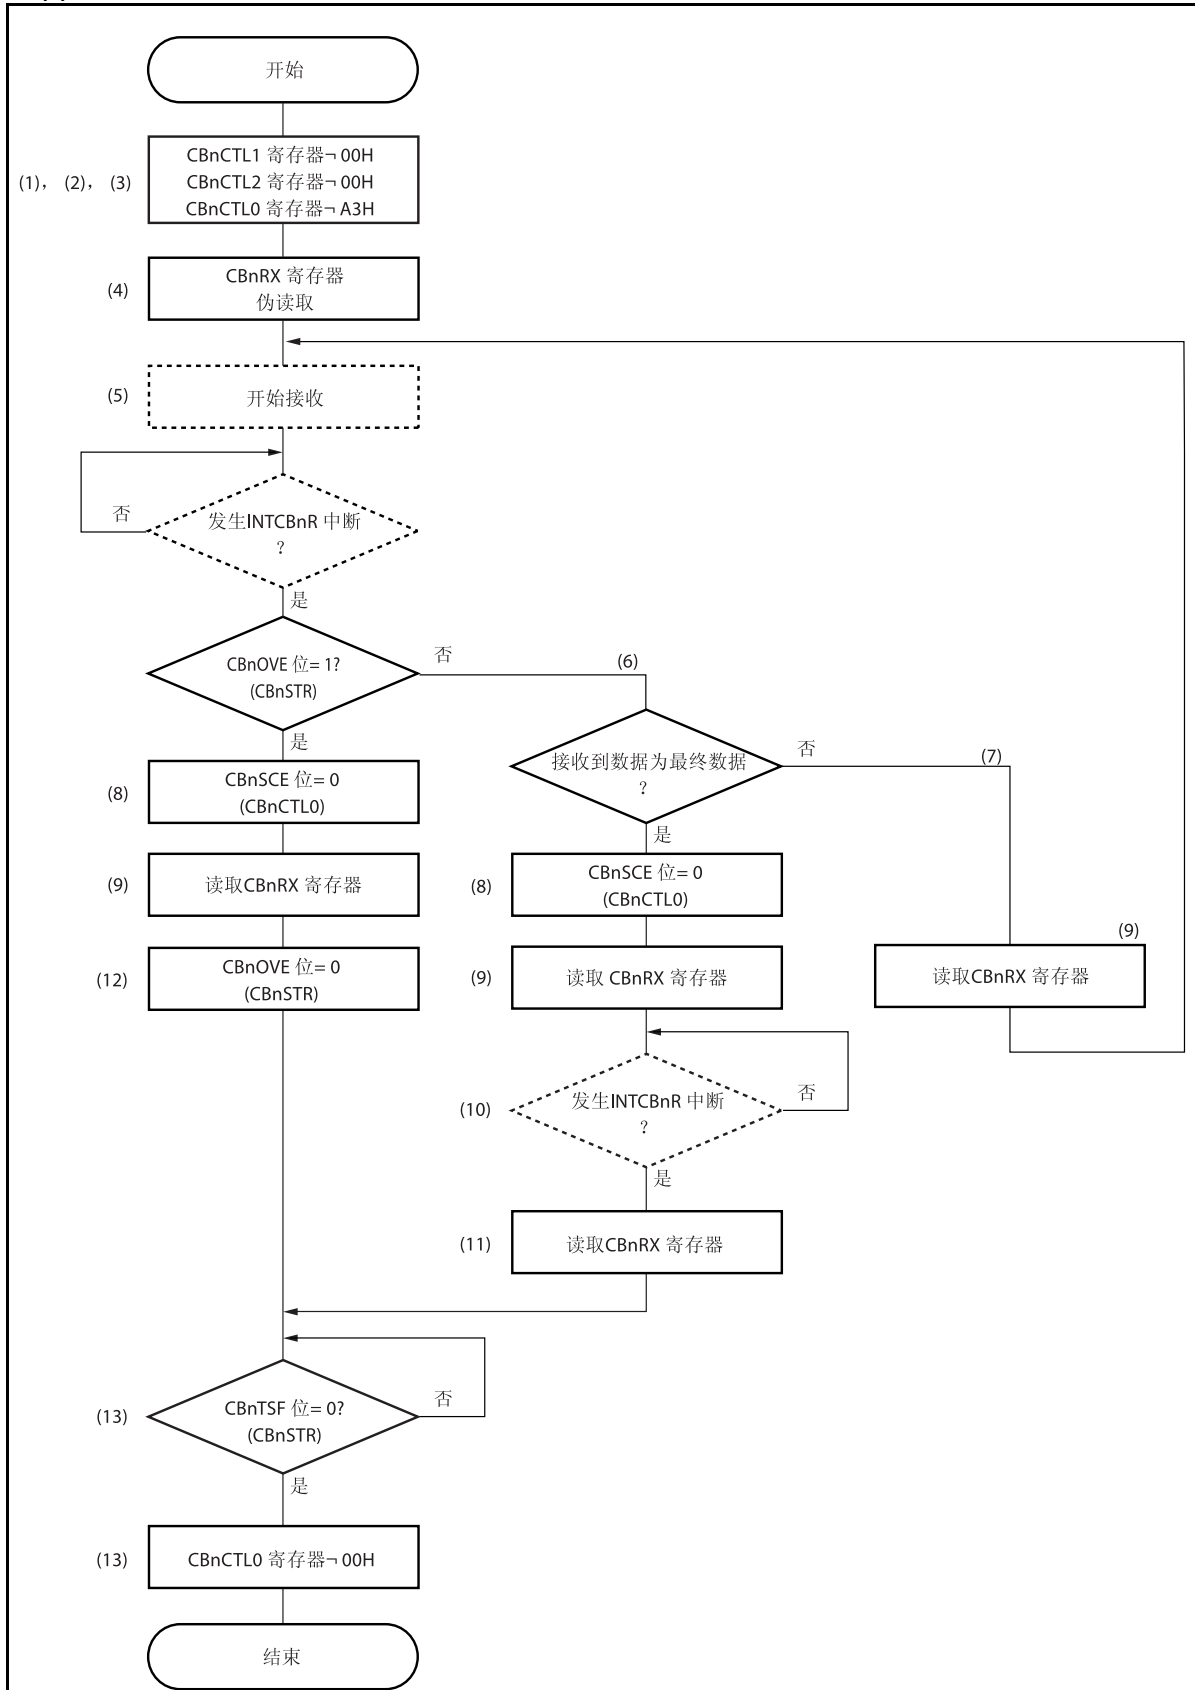 开始
CBnCTL1 寄存器¬ 00H
CBnCTL2 寄存器¬ 00H
CBnCTL0 寄存器¬ A3H
(1)， (2)， (3)
CBnRX 寄存器
伪读取
(4)
(5)
开始接收
否
发生INTCBnR 中断
？
是
CBnOVE 位= 1?
(CBnSTR)
否
(6)
是
接收到数据为最终数据
？
否
(7)
是
(8)
CBnSCE 位= 0
(CBnCTL0)
(9)
读取CBnRX 寄存器
(12)
CBnOVE 位= 0
(CBnSTR)
(8)
CBnSCE 位= 0
(CBnCTL0)
(9)
读取 CBnRX 寄存器
(9)
读取CBnRX 寄存器
(10)
发生INTCBnR 中断
？
否
是
(11)
读取CBnRX 寄存器
(13)
CBnTSF 位= 0?
(CBnSTR)
否
是
(13)
CBnCTL0 寄存器¬ 00H
结束